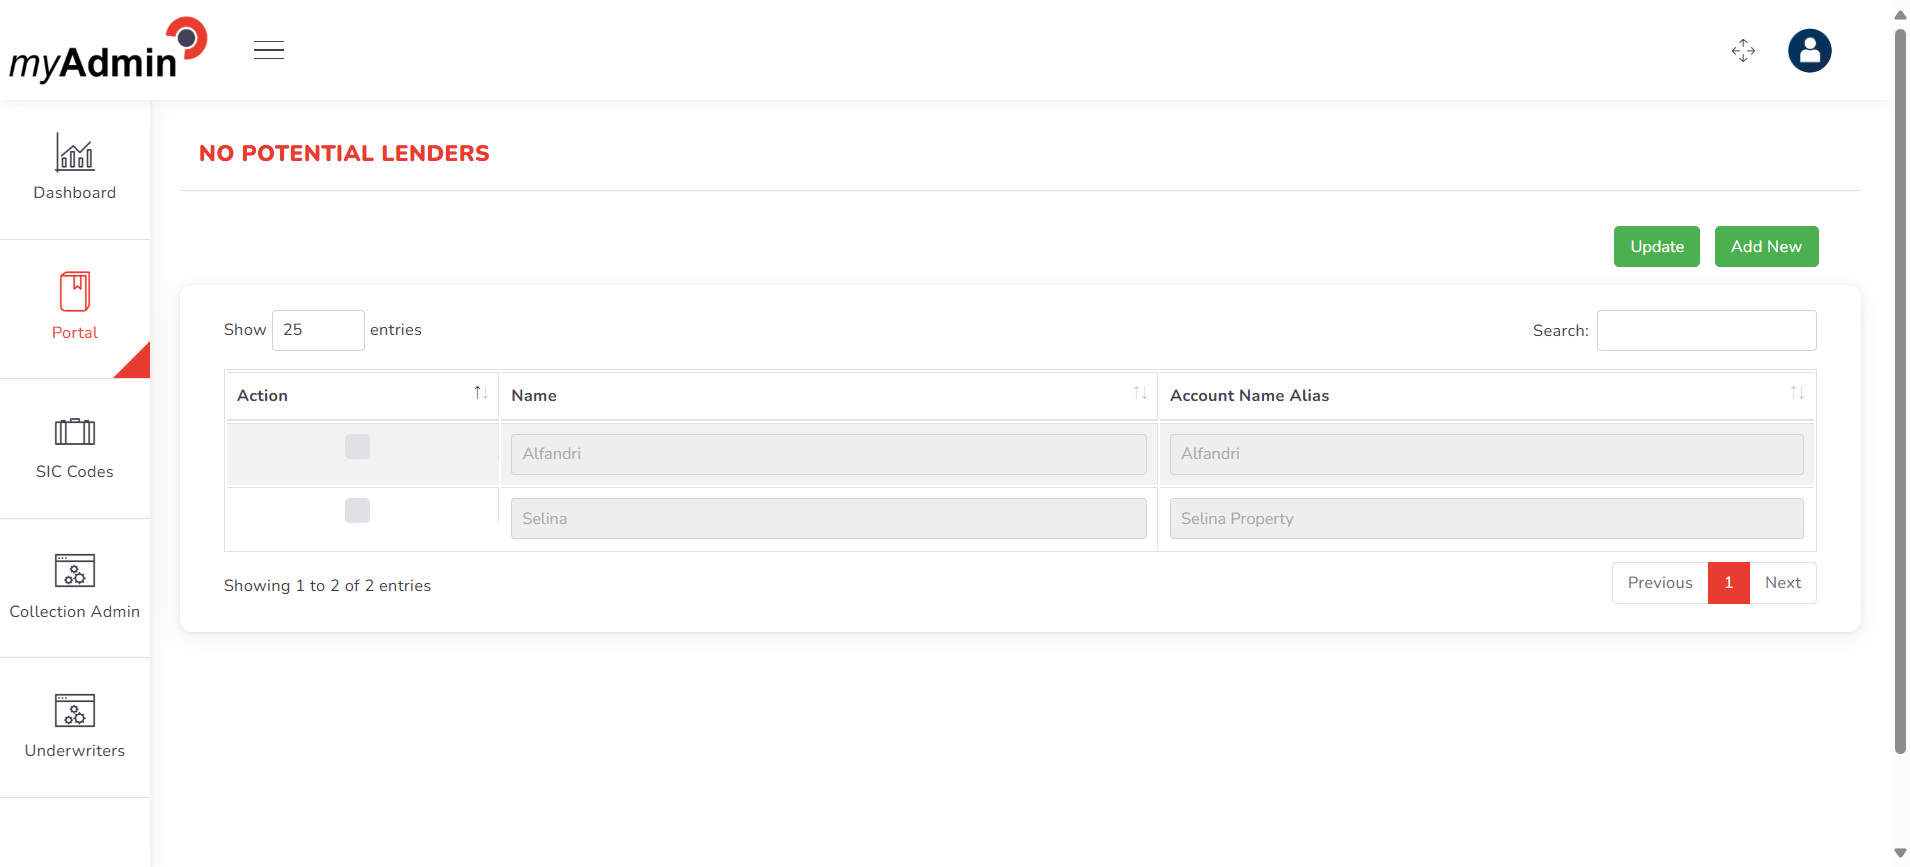 myAdmin
Dashboard
Portal
SIC Codes
Collection Admin
Underwriters
NO POTENTIAL LENDERS
Update Add New
Show 25 entries Search:
Action Name Account Name Alias
Alfandri Alfandri
Selina Selina Property
Showing 1 to 2 of 2 entries Previous 1 Next